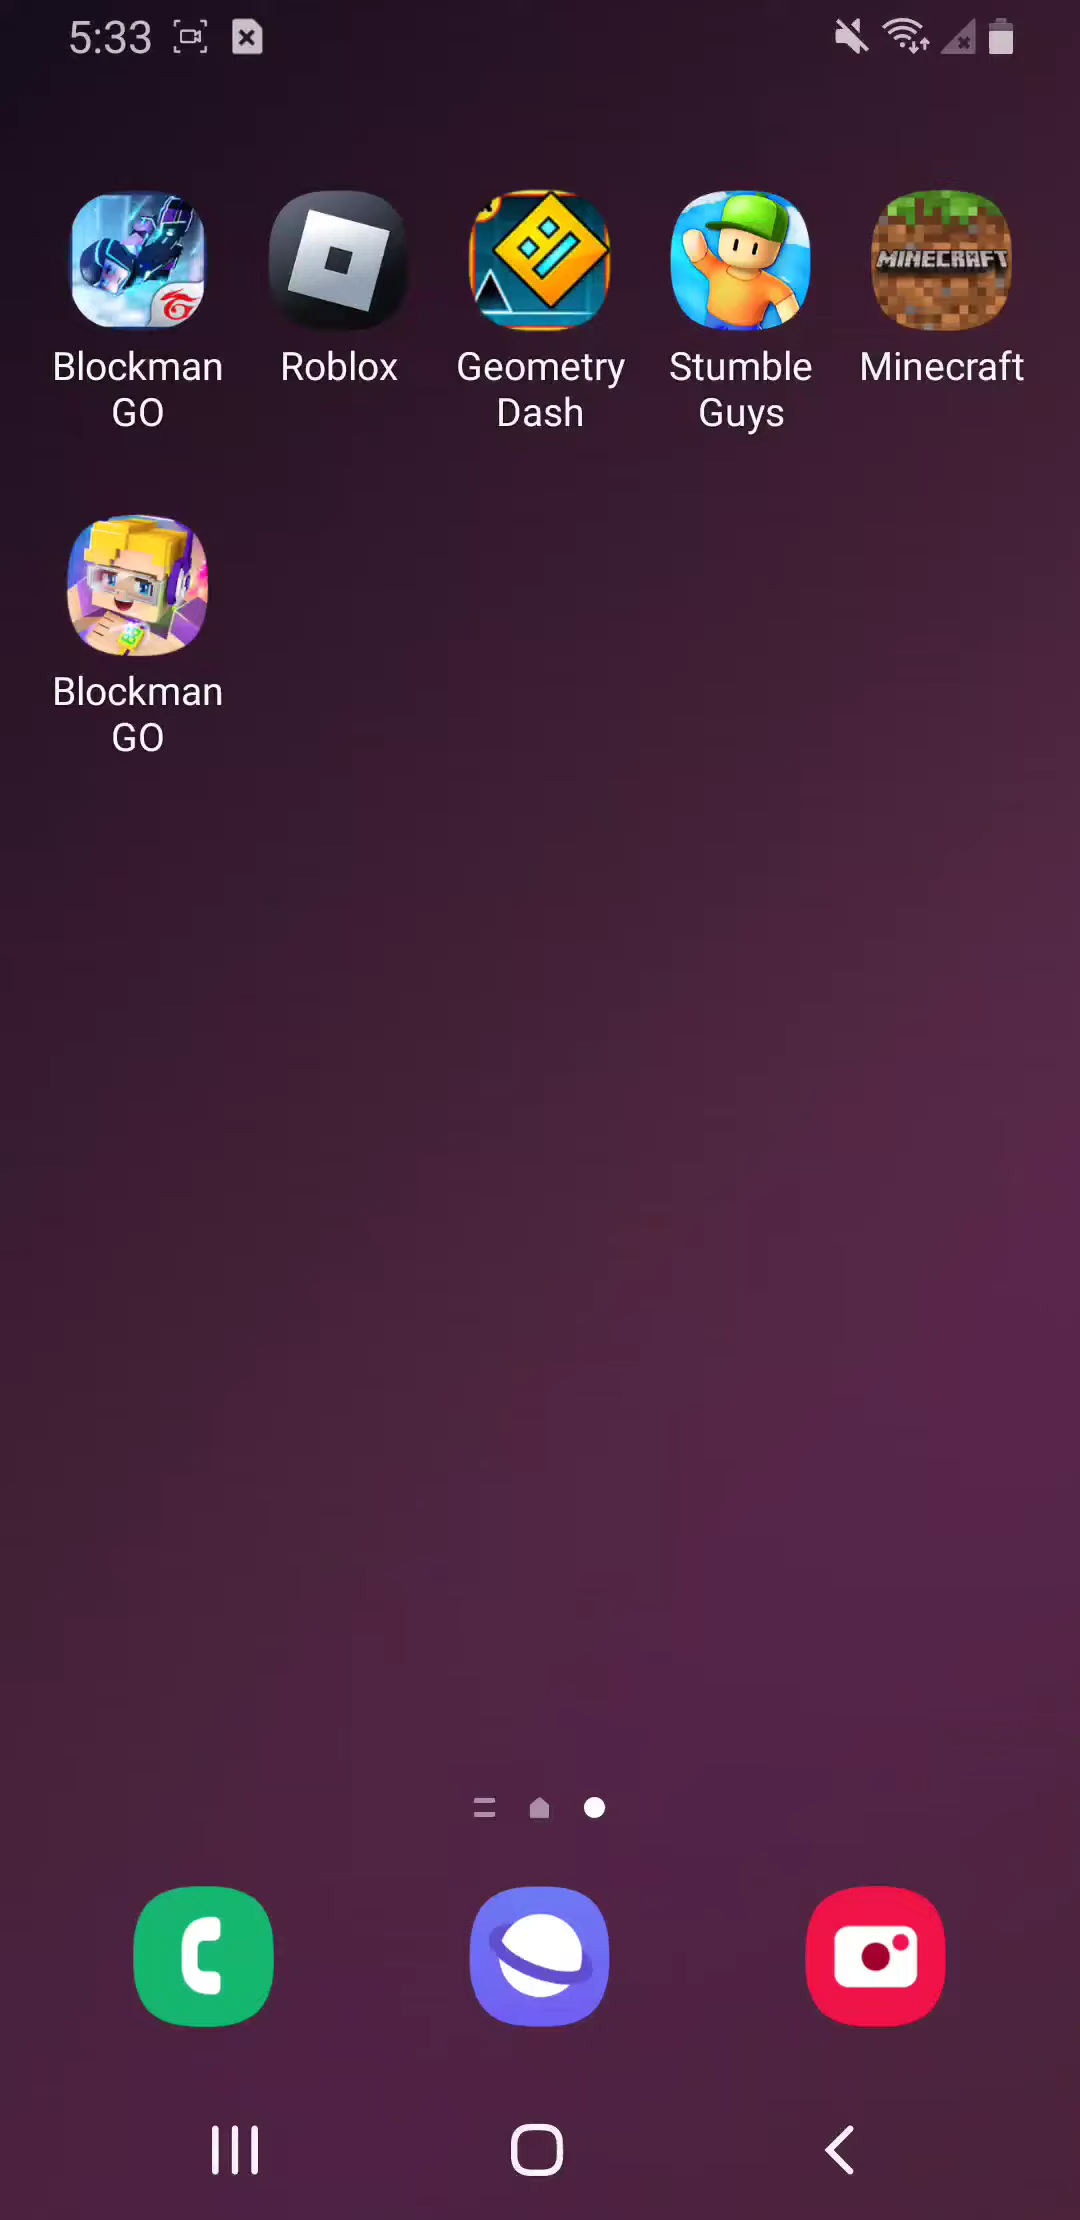 5:33
Blockman
GO
Roblox
Geometry
Dash
Stumble
Guys
MINECRAFT
Minecraft
Blockman
GO